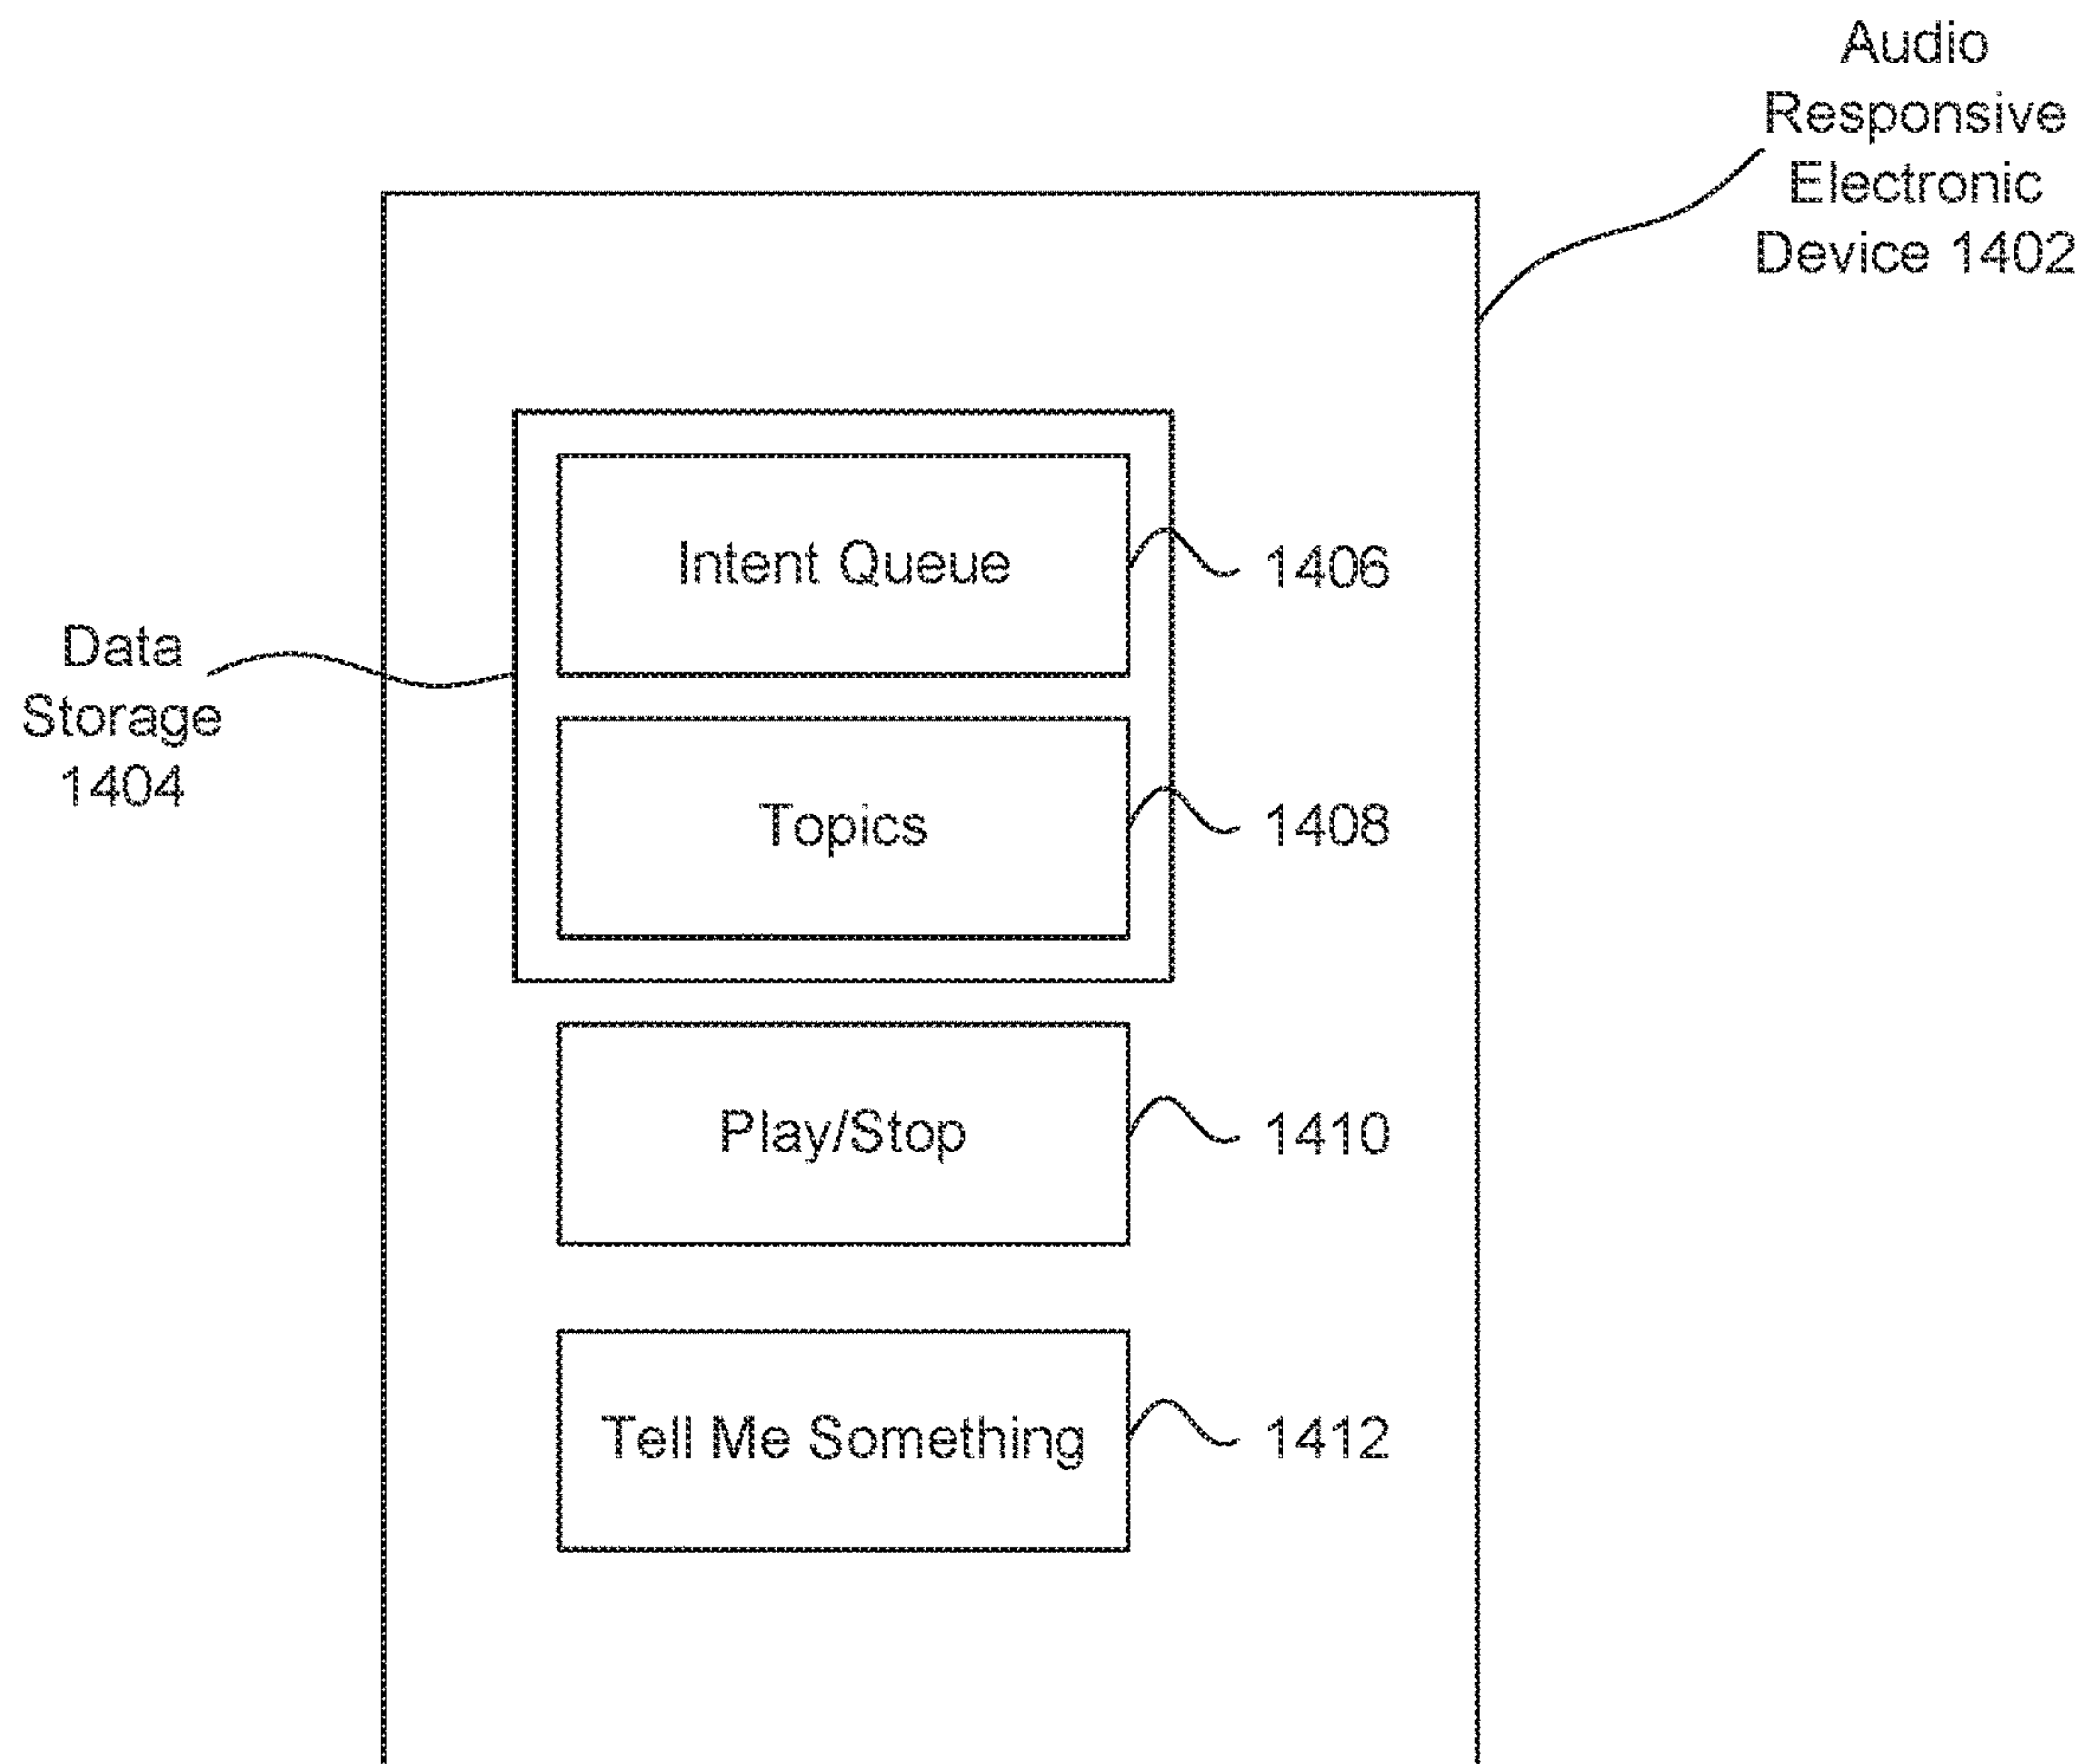 Audio
Responsive
Electronic
Device 1402
Intent Queue
1406
Data
Storage
1404
Topics
1408
Play/Stop
1410
Tell Me Something
1412